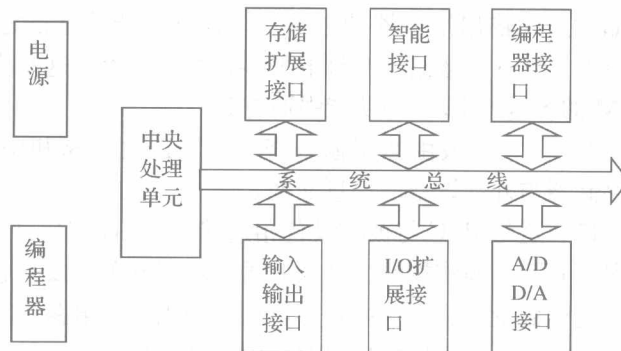 电
源
存储
扩展
接口
智能
接口
编程
器接
口
中央
处理
单元
系 统 总 线
编
程
器
输入
输出
接口
I/O扩
展接
口
A/D
D/A
接口